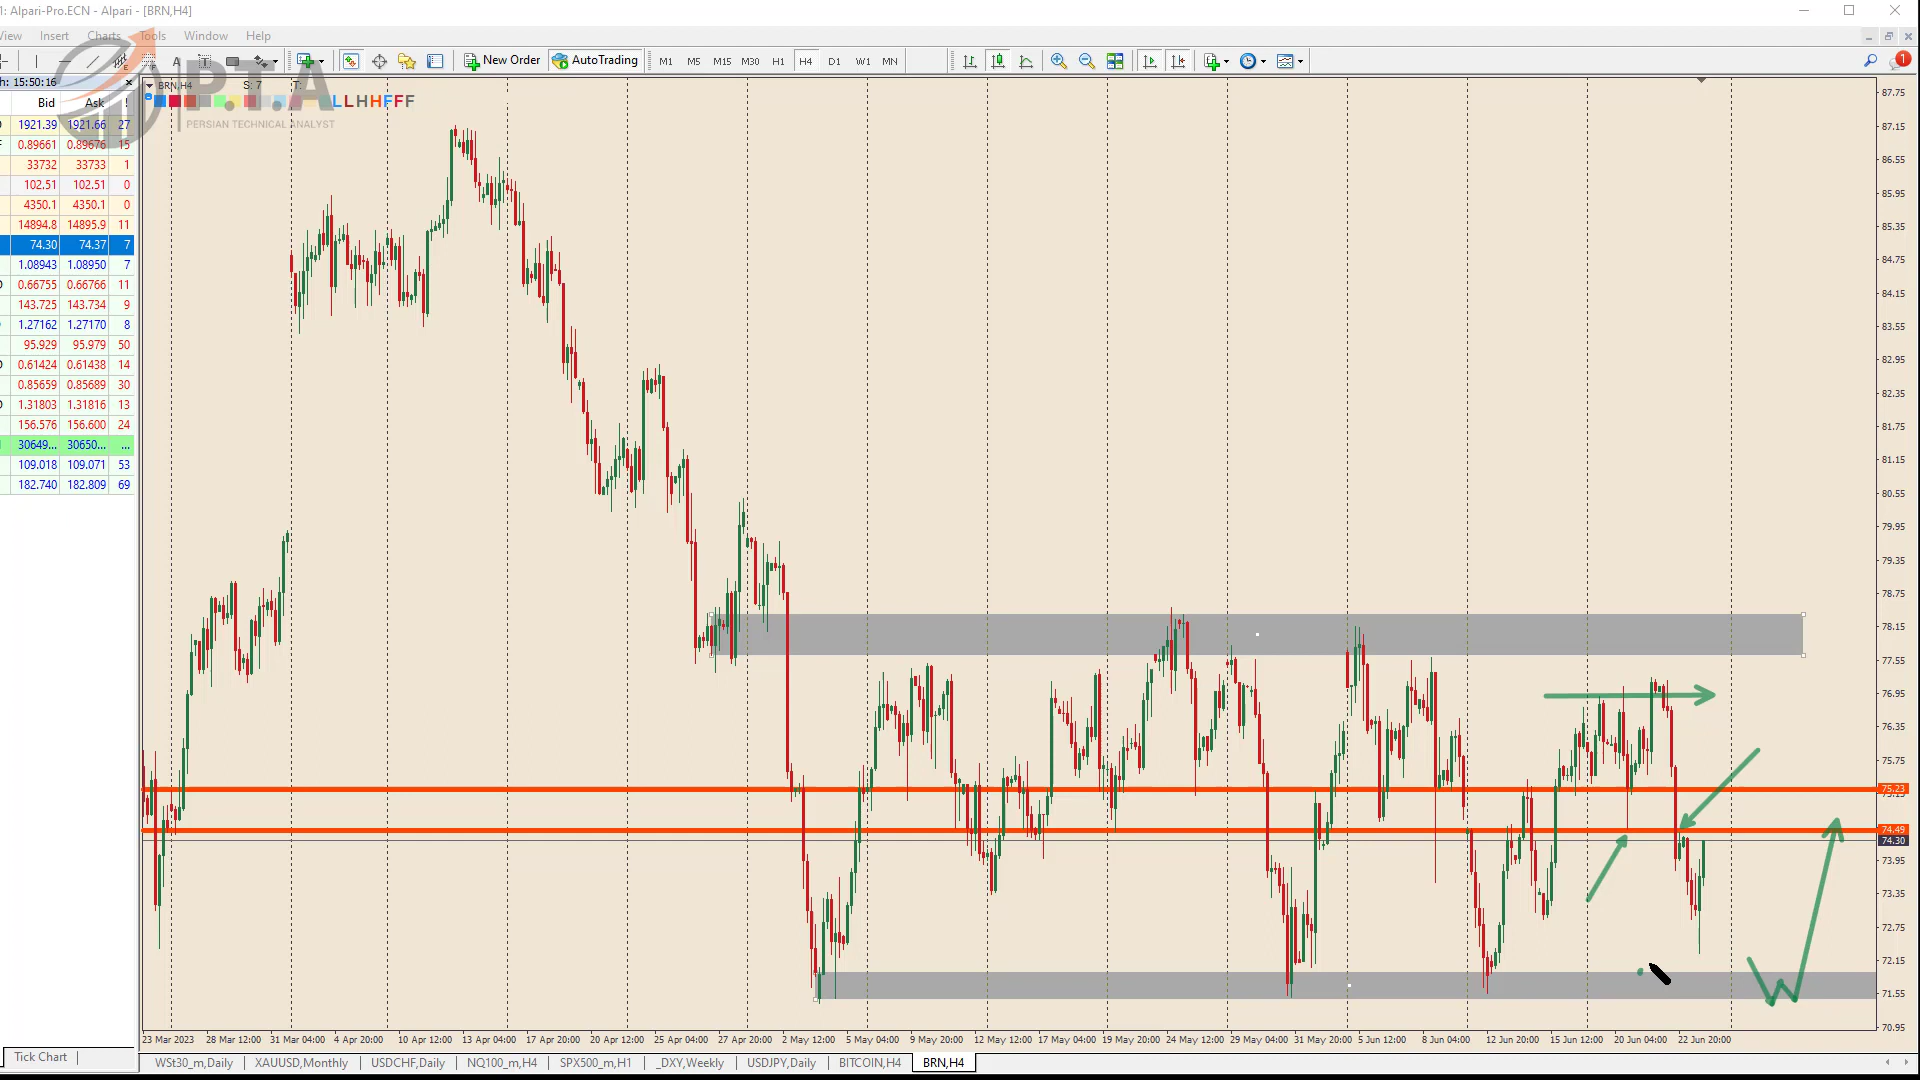 1: Alpari-Pro.ECN - Alpari - [BRN,H4]
View Insert Charts Tools Window Help
New Order AutoTrading M1 M5 M15 M30 H1 H4 D1 W1 MN 1
h: 15:50:16
P.T.A
PERSIAN TECHNICAL ANALYST
BRN,H4 S: 7 T:
LLHHFFF
Bid Ask !
1921.39 1921.66 27
0.89661 0.89676 15
33732 33733 1
102.51 102.51 0
4350.1 4350.1 0
14894.8 14895.9 11
74.30 74.37 7
1.08943 1.08950 7
0.66755 0.66766 11
143.725 143.734 9
1.27162 1.27170 8
95.929 95.979 50
0.61424 0.61438 14
0.85659 0.85689 30
1.31803 1.31816 13
156.576 156.600 24
30649... 30650... ...
109.018 109.071 53
182.740 182.809 69
87.75
87.15
86.55
85.95
85.35
84.75
84.15
83.55
82.95
82.35
81.75
81.15
80.55
79.95
79.35
78.75
78.15
77.55
76.95
76.35
75.75
75.23
74.49
74.30
73.95
73.35
72.75
72.15
71.55
70.95
23 Mar 2023 28 Mar 12:00 31 Mar 04:00 4 Apr 20:00 10 Apr 12:00 13 Apr 04:00 17 Apr 20:00 20 Apr 12:00 25 Apr 04:00 27 Apr 20:00 2 May 12:00 5 May 04:00 9 May 20:00 12 May 12:00 17 May 04:00 19 May 20:00 24 May 12:00 29 May 04:00 31 May 20:00 5 Jun 12:00 8 Jun 04:00 12 Jun 20:00 15 Jun 12:00 20 Jun 04:00 22 Jun 20:00
Tick Chart
WSt30_m,Daily XAUUSD,Monthly USDCHF,Daily NQ100_m,H4 SPX500_m,H1 _DXY,Weekly USDJPY,Daily BITCOIN,H4 BRN,H4